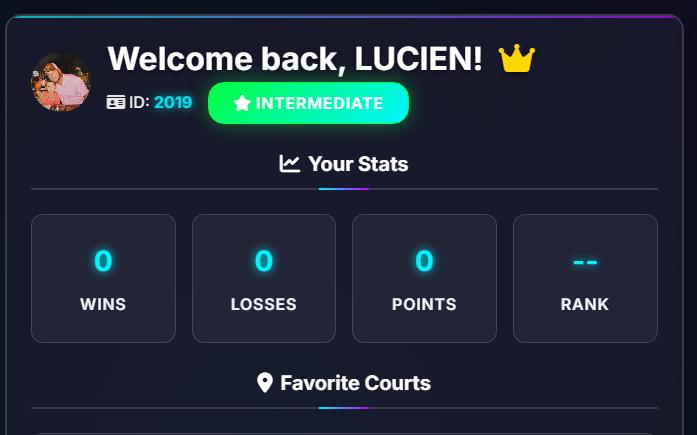 Welcome back, LUCIEN!
ID: 2019
INTERMEDIATE
Your Stats
0
WINS
0
LOSSES
0
POINTS
--
RANK
Favorite Courts